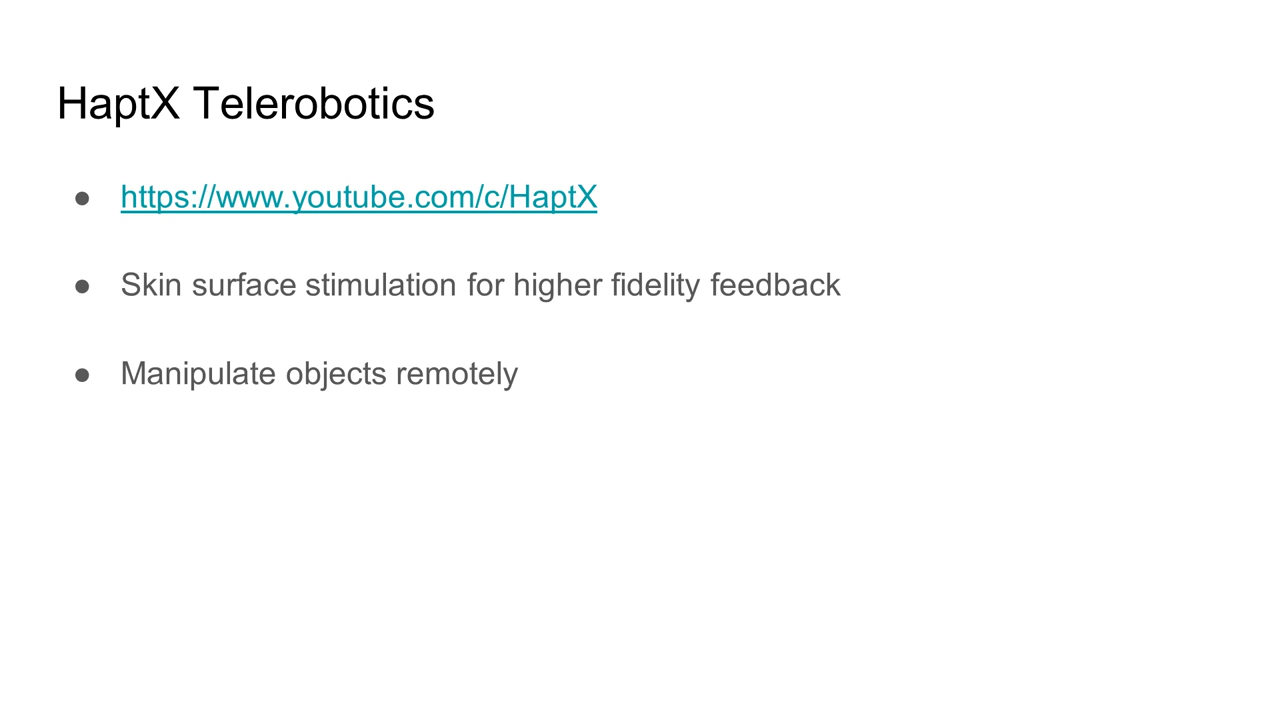 HaptX Telerobotics
● https://www.youtube.com/c/HaptX
● Skin surface stimulation for higher fidelity feedback
● Manipulate objects remotely